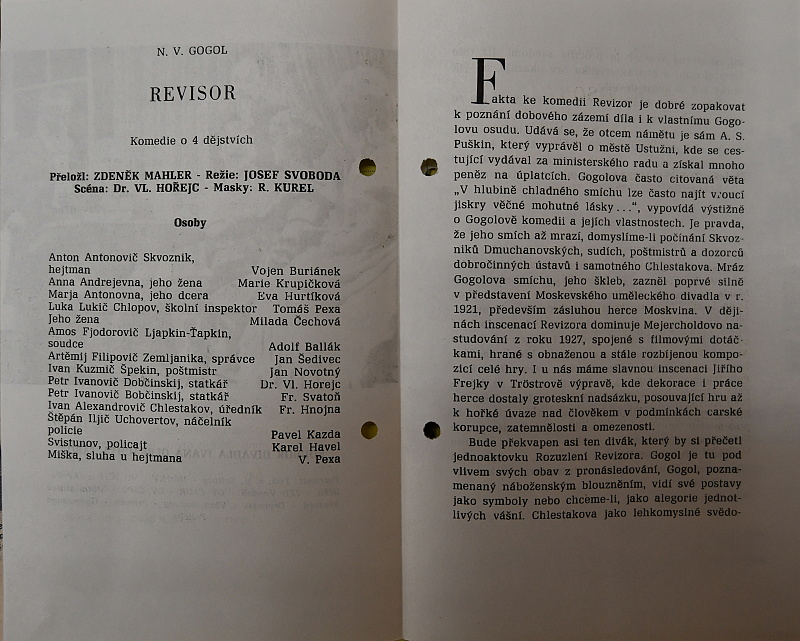 N. V. GOGOL
REVISOR
Komedie o 4 dějstvích
Přeložl: ZDENĚK MAHLER - Režie: JOSEF SVOBODA
Scéna: Dr. VL. HOŘEJC - Masky: R. KUREL
Osoby
Anton Antonovič Skvoznik,
hejtman Vojen Buriánek
Anna Andrejevna, jeho žena Marie Krupičková
Marja Antonovna, jeho dcera Eva Hurtíková
Luka Lukič Chlopov, školní inspektor Tomáš Pexa
Jeho žena Milada Čechová
Amos Fjodorovič Ljapkin-Ťapkin,
soudce Adolf Ballák
Artěmij Filipovič Zemljanika, správce Jan Šedivec
Ivan Kuzmič Špekin, poštmistr Jan Novotný
Petr Ivanovič Dobčinskij, statkář Dr. Vl. Horejc
Petr Ivanovič Bobčinskij, statkář Fr. Svatoň
Ivan Alexandrovič Chlestakov, úředník Fr. Hnojna
Štěpán Iljič Uchovertov, náčelník
policie Pavel Kazda
Svistunov, policajt Karel Havel
Miška, sluha u hejtmana V. Pexa
Fakta ke komedii Revizor je dobré zopakovat
k poznání dobového zázemí díla i k vlastnímu Gogo-
lovu osudu. Udává se, že otcem námětu je sám A. S.
Puškin, který vyprávěl o městě Ustužni, kde se ces-
tující vydával za ministerského radu a získal mnoho
peněz na úplatcích. Gogolova často citovaná věta
„V hlubině chladného smíchu lze často najít vroucí
jiskry věčné mohutné lásky...“, vypovídá výstižně
o Gogolově komedii a jejích vlastnostech. Je pravda,
že jeho smích až mrazí, domyslíme-li počínání Skvoz-
niků Dmuchanovských, sudích, poštmistrů a dozorců
dobročinných ústavů i samotného Chlestakova. Mráz
Gogolova smíchu, jeho škleb, zazněl poprvé silně
v představení Moskevského uměleckého divadla v r.
1921, především zásluhou herce Moskvina. V ději-
nách inscenací Revizora dominuje Mejercholdovo na-
studování z roku 1927, spojené s filmovými dotáč-
kami, hrané s obnaženou a stále rozbíjenou kompo-
zicí celé hry. I u nás máme slavnou inscenaci Jiřího
Frejky v Tröstrově výpravě, kde dekorace i práce
herce dostaly groteskní nadsázku, posouvající hru až
k hořké úvaze nad člověkem v podmínkách carské
korupce, zatemnělosti a omezenosti.
Bude překvapen asi ten divák, který by si přečetl
jednoaktovku Rozuzlení Revizora. Gogol je tu pod
vlivem svých obav z pronásledování, Gogol, pozna-
menaný náboženským blouzněním, vidí své postavy
jako symboly nebo chceme-li, jako alegorie jednot-
livých vášní. Chlestakova jako lehkomyslné svědo-